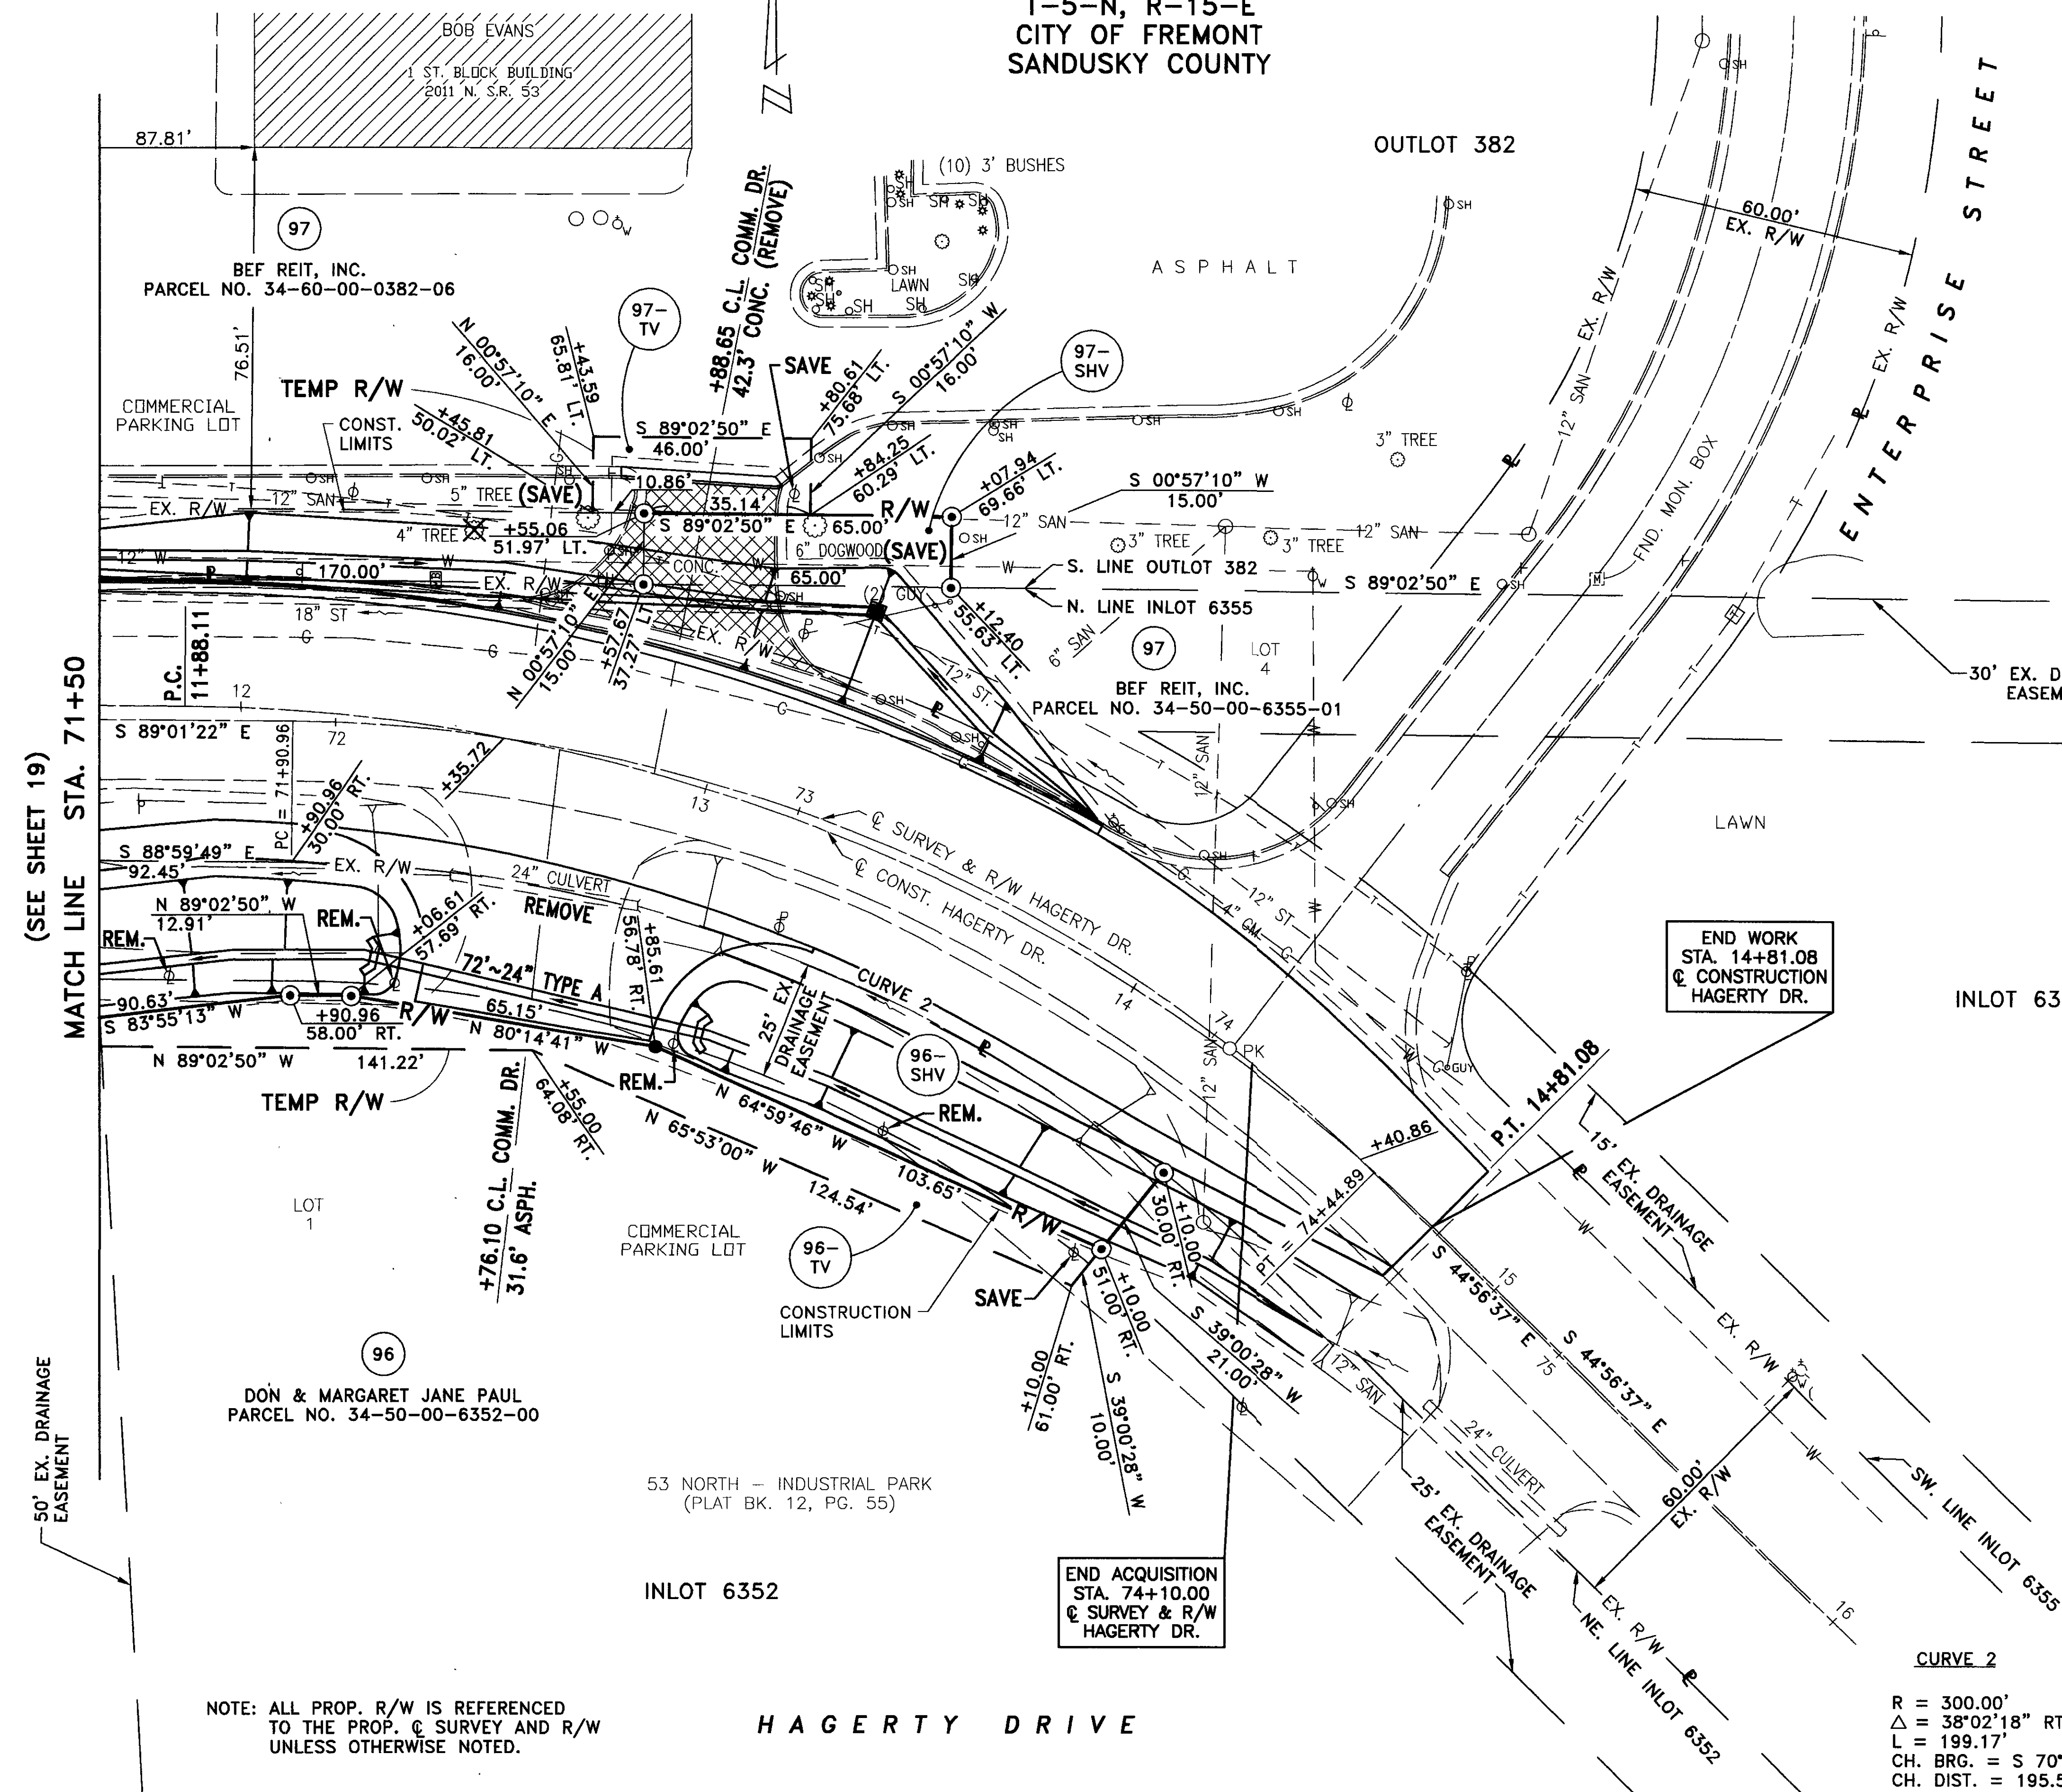 T-5-N, R-15-E
CITY OF FREMONT
SANDUSKY COUNTY
BOB EVANS
1 ST. BLOCK BUILDING
2011 N. S.R. 53
87.81'
76.51'
97
BEF REIT, INC.
PARCEL NO. 34-60-00-0382-06
OUTLOT 382
(10) 3' BUSHES
LAWN
ASPHALT
60.00'
EX. R/W
ENTERPRISE STREET
EX. R/W
EX. R/W
12" SAN
97-
TV
97-
SHV
+88.65 C.L. COMM. DR.
42.3' CONC. (REMOVE)
SAVE
TEMP R/W
COMMERCIAL
PARKING LOT
CONST.
LIMITS
N 00°57'10" E
16.00'
+43.59
65.81' LT.
+45.81
50.02' LT.
S 89°02'50" E
46.00'
+80.61
75.68' LT.
S 00°57'10" W
16.00'
+84.25
60.29' LT.
+07.94
69.66' LT.
S 00°57'10" W
15.00'
3" TREE
FND. MON. BOX
5" TREE (SAVE)
10.86'
35.14'
R/W
S 89°02'50" E 65.00'
EX. R/W
12" SAN
4" TREE
+55.06
51.97' LT.
6" DOGWOOD (SAVE)
12" SAN
12" SAN
3" TREE
3" TREE
12" W
170.00'
EX. R/W
CONC.
65.00'
(2) GUY
S. LINE OUTLOT 382
S 89°02'50" E
N. LINE INLOT 6355
18" ST
N 00°57'10" E
15.00'
+57.67
37.27' LT.
EX. R/W
+12.40
55.63' LT.
6" SAN
97
LOT
4
BEF REIT, INC.
PARCEL NO. 34-50-00-6355-01
30' EX. D
EASEM
12" ST.
12" SAN
LAWN
(SEE SHEET 19)
MATCH LINE STA. 71+50
P.C.
11+88.11
12
S 89°01'22" E
72
PC = 71+90.96
+90.96
30.00' RT.
+35.72
13
73
℄ SURVEY & R/W HAGERTY DR.
℄ CONST. HAGERTY DR.
12" ST
4" GM
S 88°59'49" E
92.45'
EX. R/W
24" CULVERT
REMOVE
N 89°02'50" W
12.91'
REM.
REM.
+06.61
57.69' RT.
72'~24" TYPE A
+85.61
56.78' RT.
65.15'
N 80°14'41" W
R/W
90.63'
S 83°55'13" W
+90.96
58.00' RT.
N 89°02'50" W 141.22'
TEMP R/W
+55.00
64.08' RT.
REM.
25' EX.
DRAINAGE
EASEMENT
CURVE 2
96-
SHV
REM.
14
74
PK
12" SAN
GUY
END WORK
STA. 14+81.08
℄ CONSTRUCTION
HAGERTY DR.
INLOT 63
P.T. 14+81.08
+40.86
PT = 74+44.89
15' EX. DRAINAGE
EASEMENT
N 64°59'46" W
103.65'
N 65°53'00" W
124.54'
R/W
+76.10 C.L. COMM. DR.
31.6' ASPH.
LOT
1
COMMERCIAL
PARKING LOT
96-
TV
CONSTRUCTION
LIMITS
SAVE
+10.00
30.00' RT.
+10.00
51.00' RT.
+10.00
61.00' RT.
S 39°00'28" W
21.00'
S 39°00'28" W
10.00'
12" SAN
S 44°56'37" E
15
S 44°56'37" E
75
EX. R/W
24" CULVERT
60.00'
EX. R/W
SW. LINE INLOT 6355
25' EX. DRAINAGE
EASEMENT
16
EX. R/W
NE. LINE INLOT 6352
96
DON & MARGARET JANE PAUL
PARCEL NO. 34-50-00-6352-00
50' EX. DRAINAGE
EASEMENT
53 NORTH - INDUSTRIAL PARK
(PLAT BK. 12, PG. 55)
INLOT 6352
END ACQUISITION
STA. 74+10.00
℄ SURVEY & R/W
HAGERTY DR.
NOTE: ALL PROP. R/W IS REFERENCED
TO THE PROP. ℄ SURVEY AND R/W
UNLESS OTHERWISE NOTED.
HAGERTY DRIVE
CURVE 2
R = 300.00'
△ = 38°02'18" RT
L = 199.17'
CH. BRG. = S 70°
CH. DIST. = 195.5